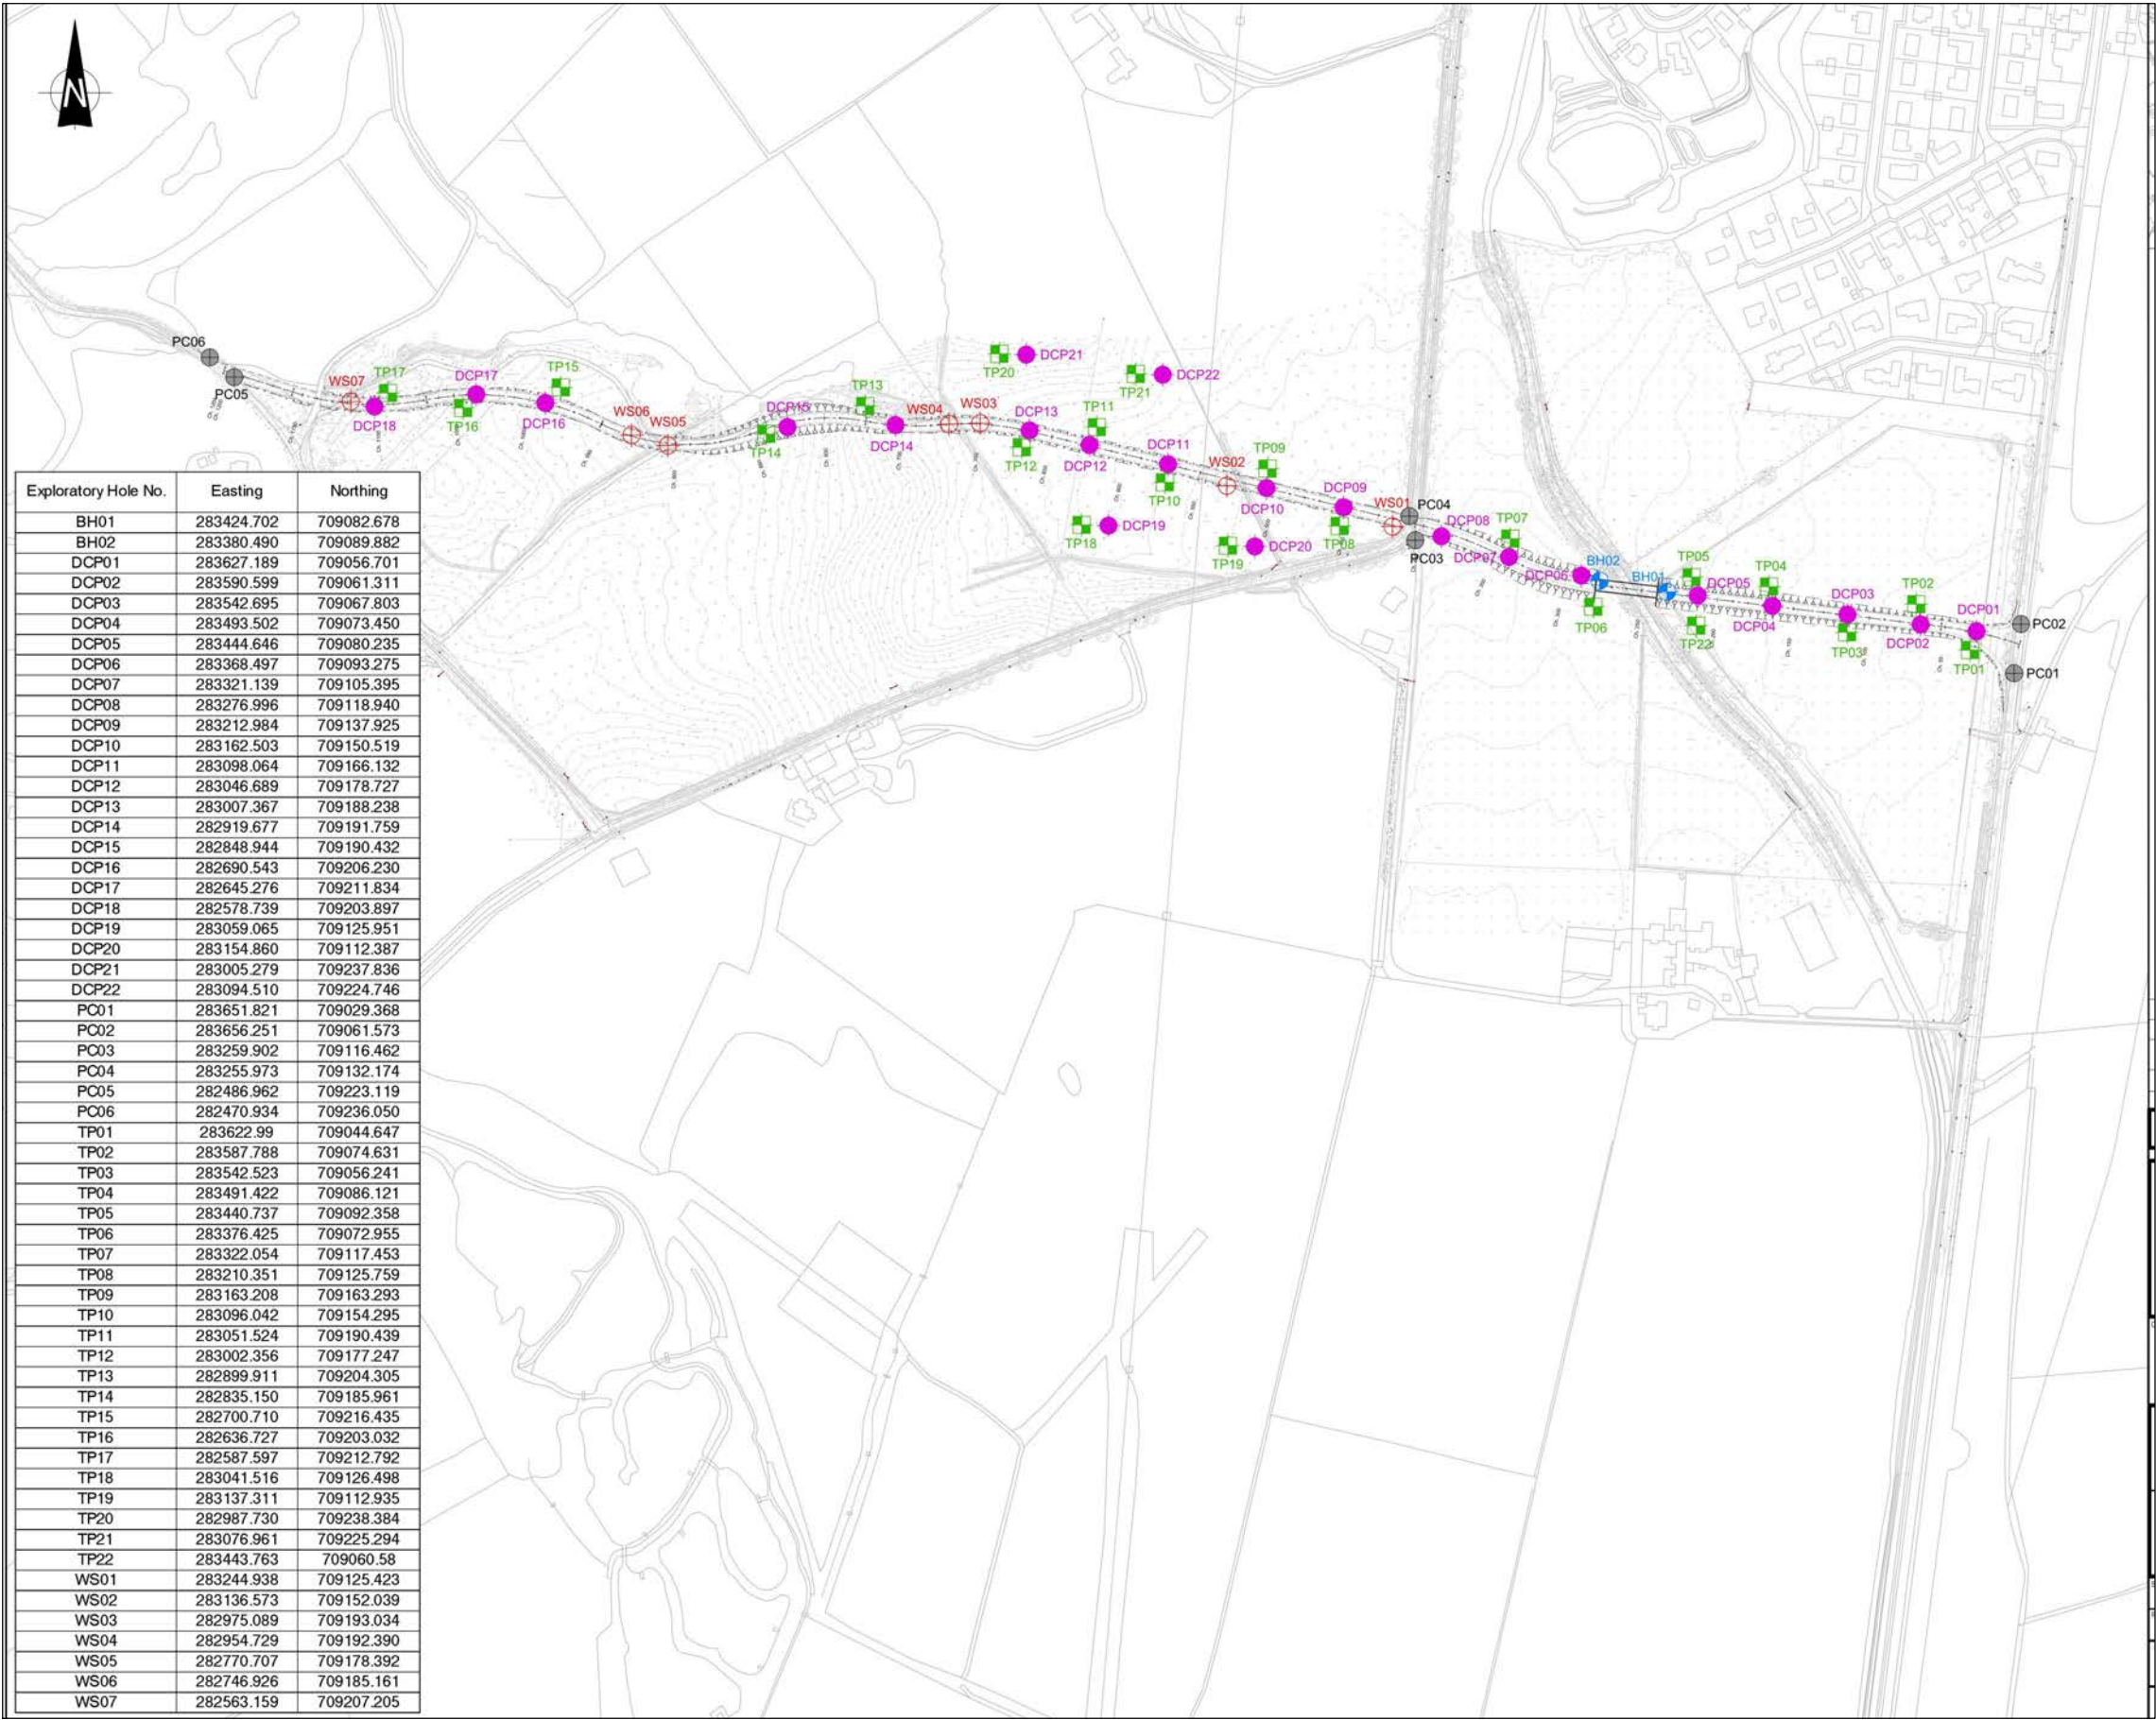 N
PC06
PC05
WS07
TP17
DCP18
DCP17
TP16
TP15
DCP16
WS06
WS05
DCP15
TP14
TP13
DCP14
WS04
WS03
TP20
DCP21
DCP13
TP12
TP11
DCP12
TP21
DCP22
DCP11
TP10
WS02
TP09
DCP10
TP18
DCP19
TP19
DCP20
DCP09
TP08
WS01
PC04
PC03
DCP08
TP07
DCP07
DCP06
BH02
TP06
BH01
TP05
DCP05
TP22
TP04
DCP04
DCP03
TP03
TP02
DCP02
DCP01
TP01
PC02
PC01
Exploratory Hole No. Easting Northing
BH01 283424.702 709082.678
BH02 283380.490 709089.882
DCP01 283627.189 709056.701
DCP02 283590.599 709061.311
DCP03 283542.695 709067.803
DCP04 283493.502 709073.450
DCP05 283444.646 709080.235
DCP06 283368.497 709093.275
DCP07 283321.139 709105.395
DCP08 283276.996 709118.940
DCP09 283212.984 709137.925
DCP10 283162.503 709150.519
DCP11 283098.064 709166.132
DCP12 283046.689 709178.727
DCP13 283007.367 709188.238
DCP14 282919.677 709191.759
DCP15 282848.944 709190.432
DCP16 282690.543 709206.230
DCP17 282645.276 709211.834
DCP18 282578.739 709203.897
DCP19 283059.065 709125.951
DCP20 283154.860 709112.387
DCP21 283005.279 709237.836
DCP22 283094.510 709224.746
PC01 283651.821 709029.368
PC02 283656.251 709061.573
PC03 283259.902 709116.462
PC04 283255.973 709132.174
PC05 282486.962 709223.119
PC06 282470.934 709236.050
TP01 283622.99 709044.647
TP02 283587.788 709074.631
TP03 283542.523 709056.241
TP04 283491.422 709086.121
TP05 283440.737 709092.358
TP06 283376.425 709072.955
TP07 283322.054 709117.453
TP08 283210.351 709125.759
TP09 283163.208 709163.293
TP10 283096.042 709154.295
TP11 283051.524 709190.439
TP12 283002.356 709177.247
TP13 282899.911 709204.305
TP14 282835.150 709185.961
TP15 282700.710 709216.435
TP16 282636.727 709203.032
TP17 282587.597 709212.792
TP18 283041.516 709126.498
TP19 283137.311 709112.935
TP20 282987.730 709238.384
TP21 283076.961 709225.294
TP22 283443.763 709060.58
WS01 283244.938 709125.423
WS02 283136.573 709152.039
WS03 282975.089 709193.034
WS04 282954.729 709192.390
WS05 282770.707 709178.392
WS06 282746.926 709185.161
WS07 282563.159 709207.205